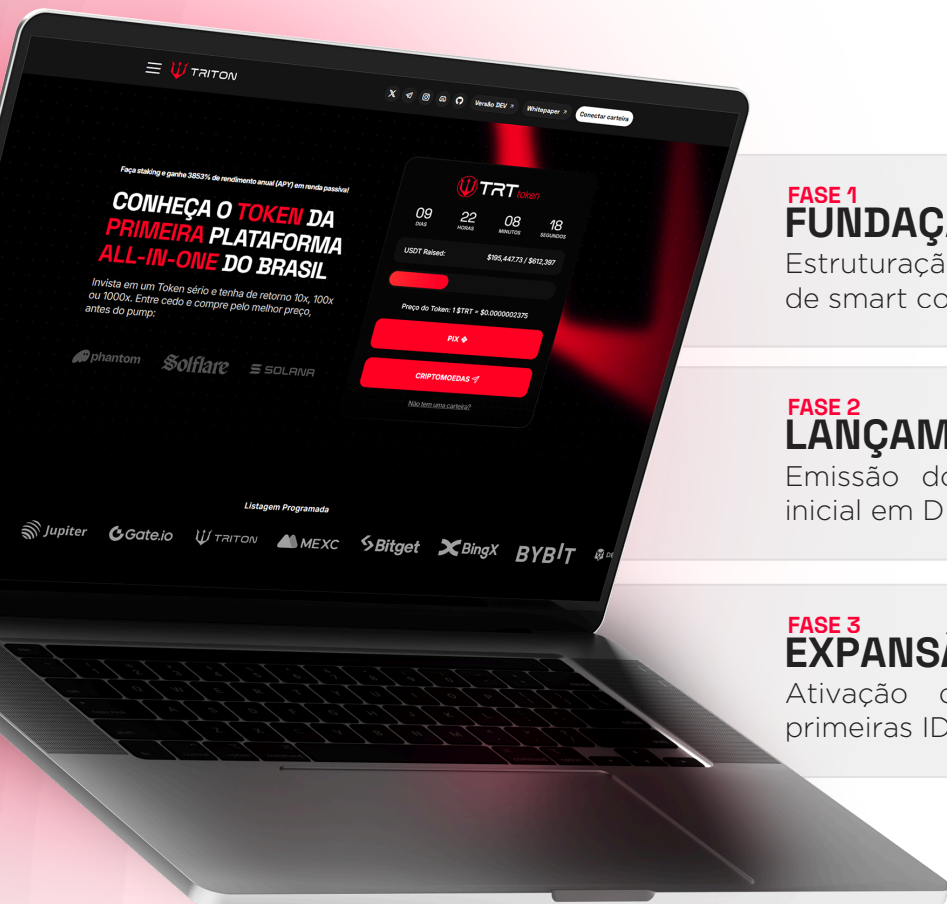 TRITON
Versão DEV
Whitepaper
Conectar carteira
Faça staking e ganhe 3853% de rendimento anual (APY) em renda passiva!
CONHEÇA O TOKEN DA
PRIMEIRA PLATAFORMA
ALL-IN-ONE DO BRASIL
Invista em um Token sério e tenha de retorno 10x, 100x
ou 1000x. Entre cedo e compre pelo melhor preço,
antes do pump:
phantom Solflare SOLANA
TRT token
09 22 08 18
DIAS HORAS MINUTOS SEGUNDOS
USDT Raised: $195,447.73 / $612,397
Preço do Token: 1 $TRT = $0.0000002375
PIX
CRIPTOMOEDAS
Não tem uma carteira?
Listagem Programada
Jupiter Gate.io TRITON MEXC Bitget BingX BYBIT DE
FASE 1
FUNDAÇA
Estruturaçã
de smart co
FASE 2
LANÇAM
Emissão do
inicial em D
FASE 3
EXPANSÃ
Ativação d
primeiras ID